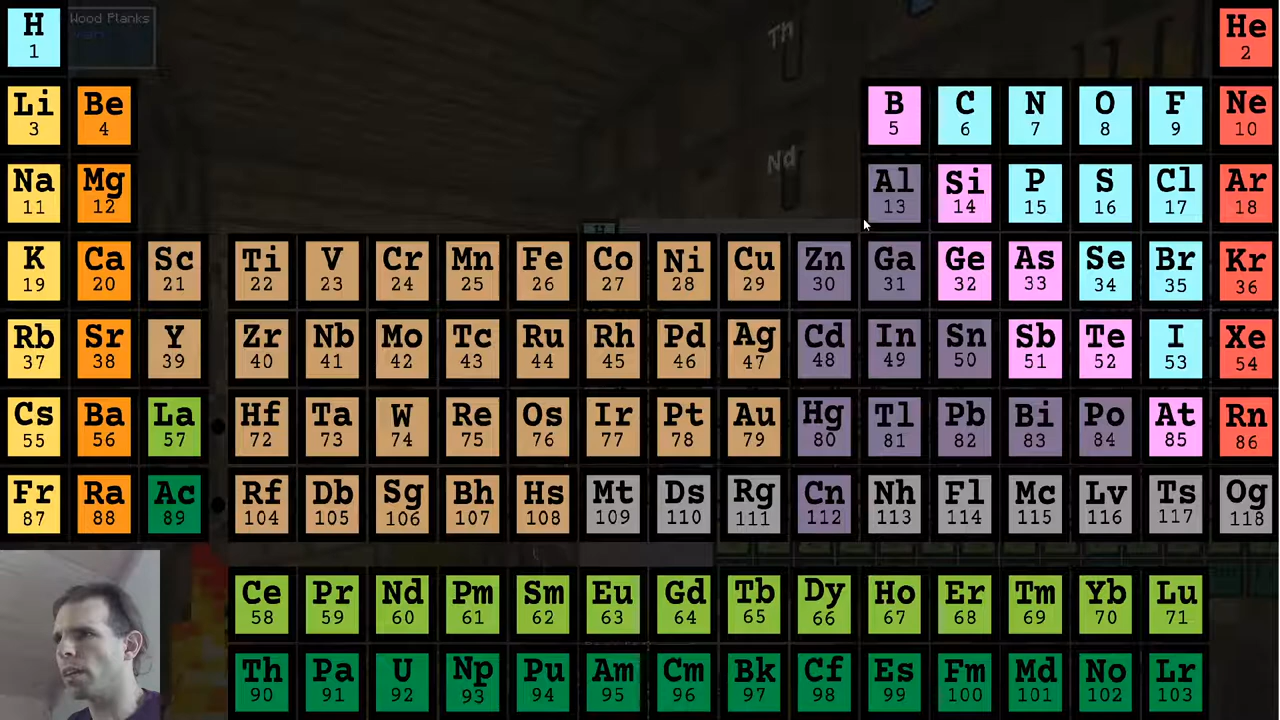 H Wood Planks He
1 2
Th
Li Be B C N O F Ne
3 4 5 6 7 8 9 10
Nd
Na Mg Al Si P S Cl Ar
11 12 13 14 15 16 17 18
H
K Ca Sc Ti V Cr Mn Fe Co Ni Cu Zn Ga Ge As Se Br Kr
19 20 21 22 23 24 25 26 27 28 29 30 31 32 33 34 35 36
Rb Sr Y Zr Nb Mo Tc Ru Rh Pd Ag Cd In Sn Sb Te I Xe
37 38 39 40 41 42 43 44 45 46 47 48 49 50 51 52 53 54
Cs Ba La Hf Ta W Re Os Ir Pt Au Hg Tl Pb Bi Po At Rn
55 56 57 72 73 74 75 76 77 78 79 80 81 82 83 84 85 86
Fr Ra Ac Rf Db Sg Bh Hs Mt Ds Rg Cn Nh Fl Mc Lv Ts Og
87 88 89 104 105 106 107 108 109 110 111 112 113 114 115 116 117 118
Ce Pr Nd Pm Sm Eu Gd Tb Dy Ho Er Tm Yb Lu
58 59 60 61 62 63 64 65 66 67 68 69 70 71
Th Pa U Np Pu Am Cm Bk Cf Es Fm Md No Lr
90 91 92 93 94 95 96 97 98 99 100 101 102 103